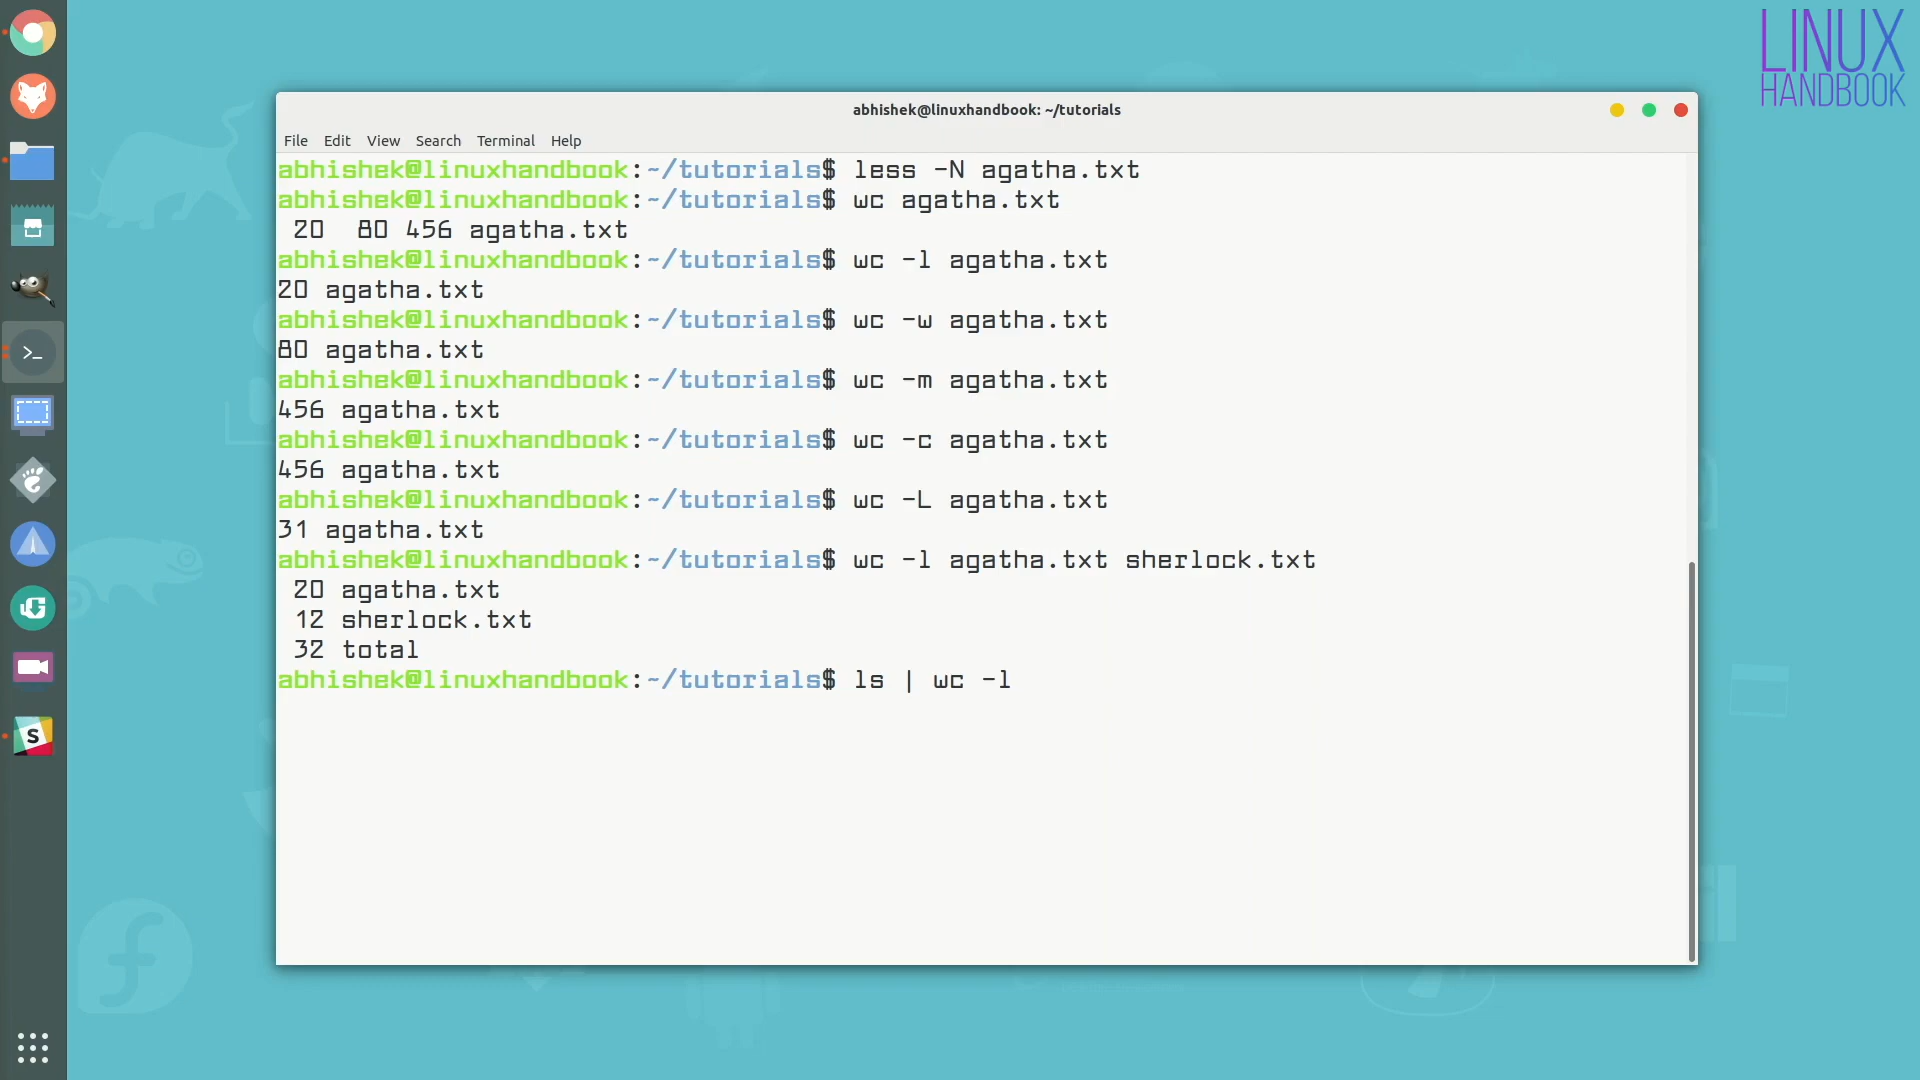 LINUX
HANDBOOK
abhishek@linuxhandbook: ~/tutorials
File Edit View Search Terminal Help
abhishek@linuxhandbook:~/tutorials$ less -N agatha.txt
abhishek@linuxhandbook:~/tutorials$ wc agatha.txt
 20  80 456 agatha.txt
abhishek@linuxhandbook:~/tutorials$ wc -l agatha.txt
20 agatha.txt
abhishek@linuxhandbook:~/tutorials$ wc -w agatha.txt
80 agatha.txt
abhishek@linuxhandbook:~/tutorials$ wc -m agatha.txt
456 agatha.txt
abhishek@linuxhandbook:~/tutorials$ wc -c agatha.txt
456 agatha.txt
abhishek@linuxhandbook:~/tutorials$ wc -L agatha.txt
31 agatha.txt
abhishek@linuxhandbook:~/tutorials$ wc -l agatha.txt sherlock.txt
 20 agatha.txt
 12 sherlock.txt
 32 total
abhishek@linuxhandbook:~/tutorials$ ls | wc -l